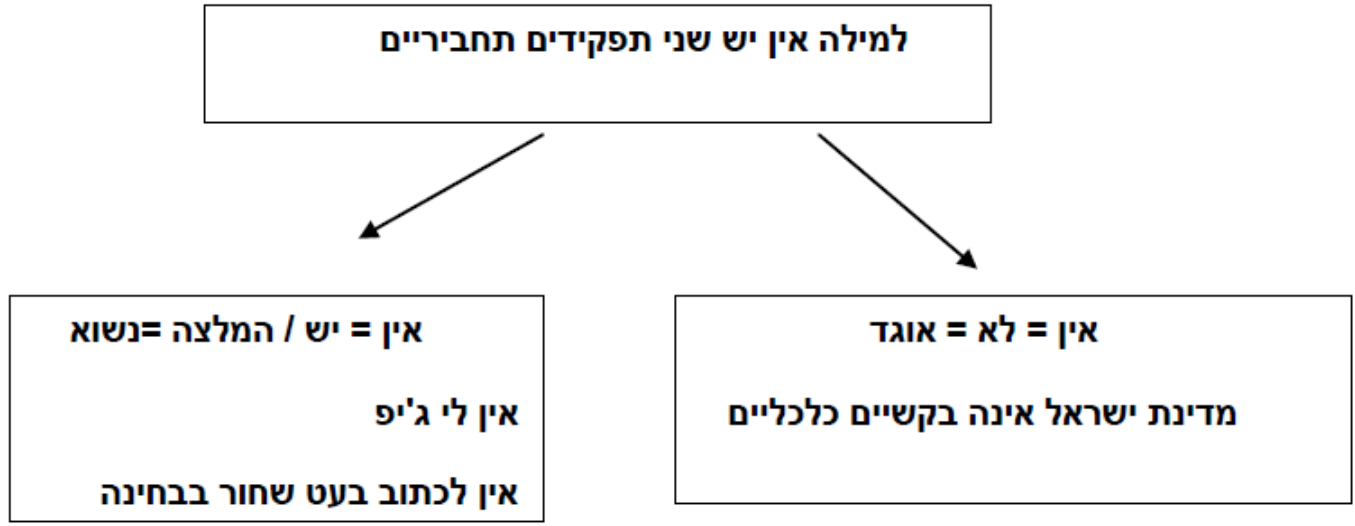 למילה אין יש שני תפקידים תחביריים
אין = לא = אוגד
מדינת ישראל אינה בקשיים כלכליים
אין = יש / המלצה =נשוא
אין לי ג'יפ
אין לכתוב בעט שחור בבחינה